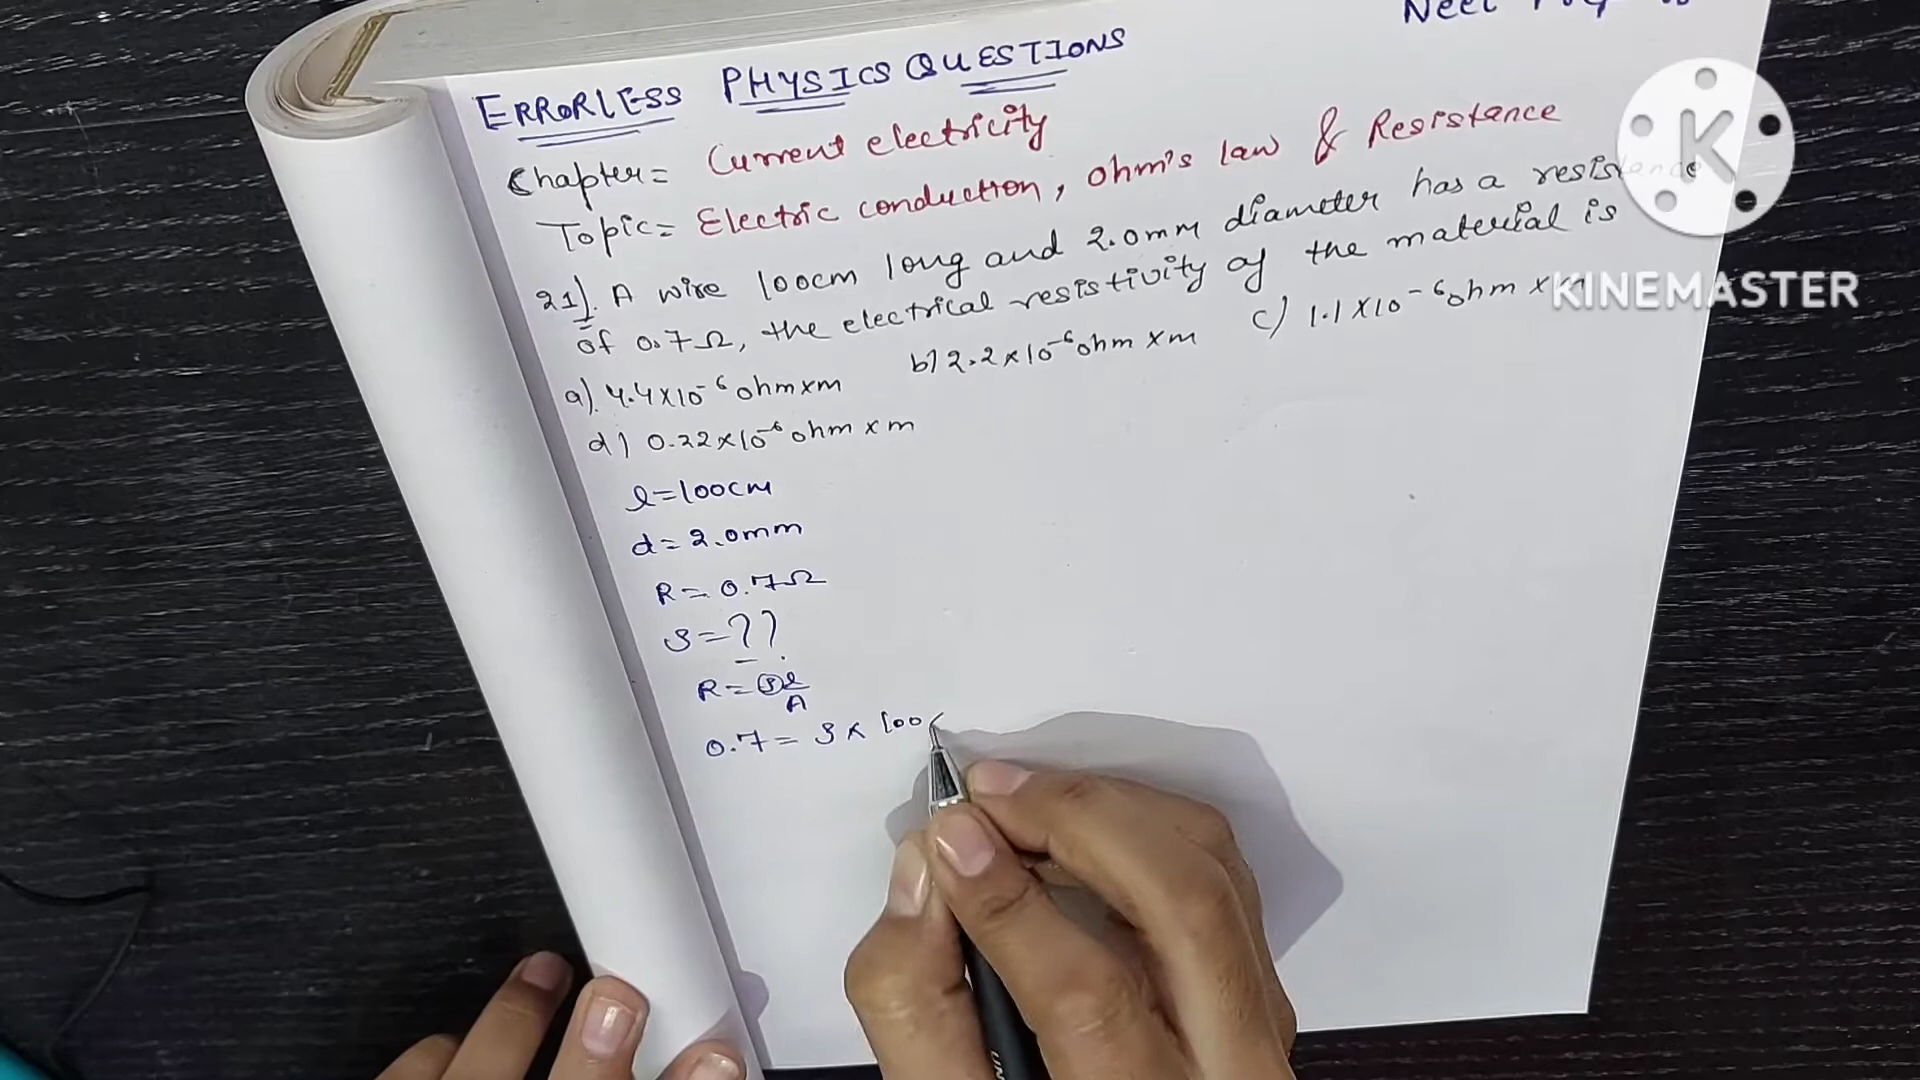 ERRORLESS PHYSICS QUESTIONS
Chapter= Current electricity
Topic= Electric conduction, ohm's law & Resistance
21). A wire 100cm long and 2.0mm diameter has a resistance
of 0.7Ω, the electrical resistivity of the material is
a). 4.4×10⁻⁶ ohm×m b) 2.2×10⁻⁶ ohm×m c) 1.1×10⁻⁶ ohm×
d) 0.22×10⁻⁶ ohm×m
l=100cm
d=2.0mm
R=0.7Ω
ρ=??
R=ρl/A
0.7=ρ×100
K
KINEMASTER